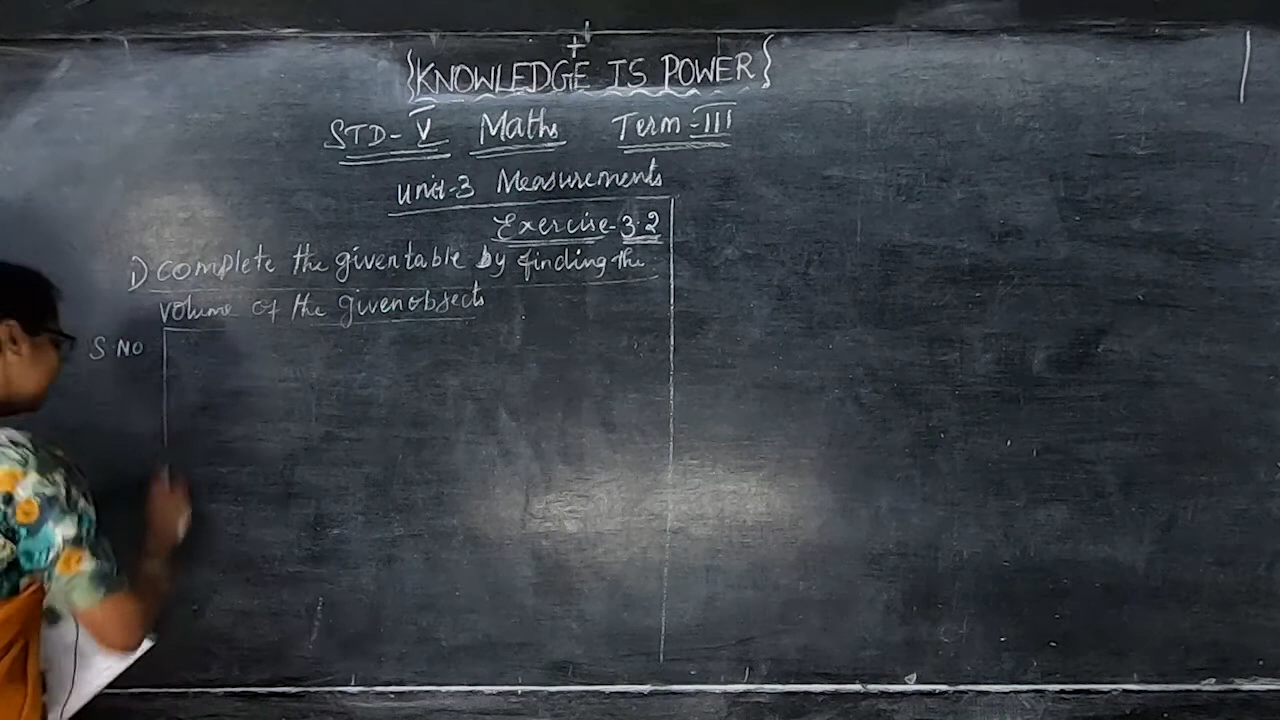 {KNOWLEDGE IS POWER}
STD-V Maths Term-III
Unit-3 Measurements
Exercise-3.2
1) Complete the given table by finding the
volume of the given objects
S.NO